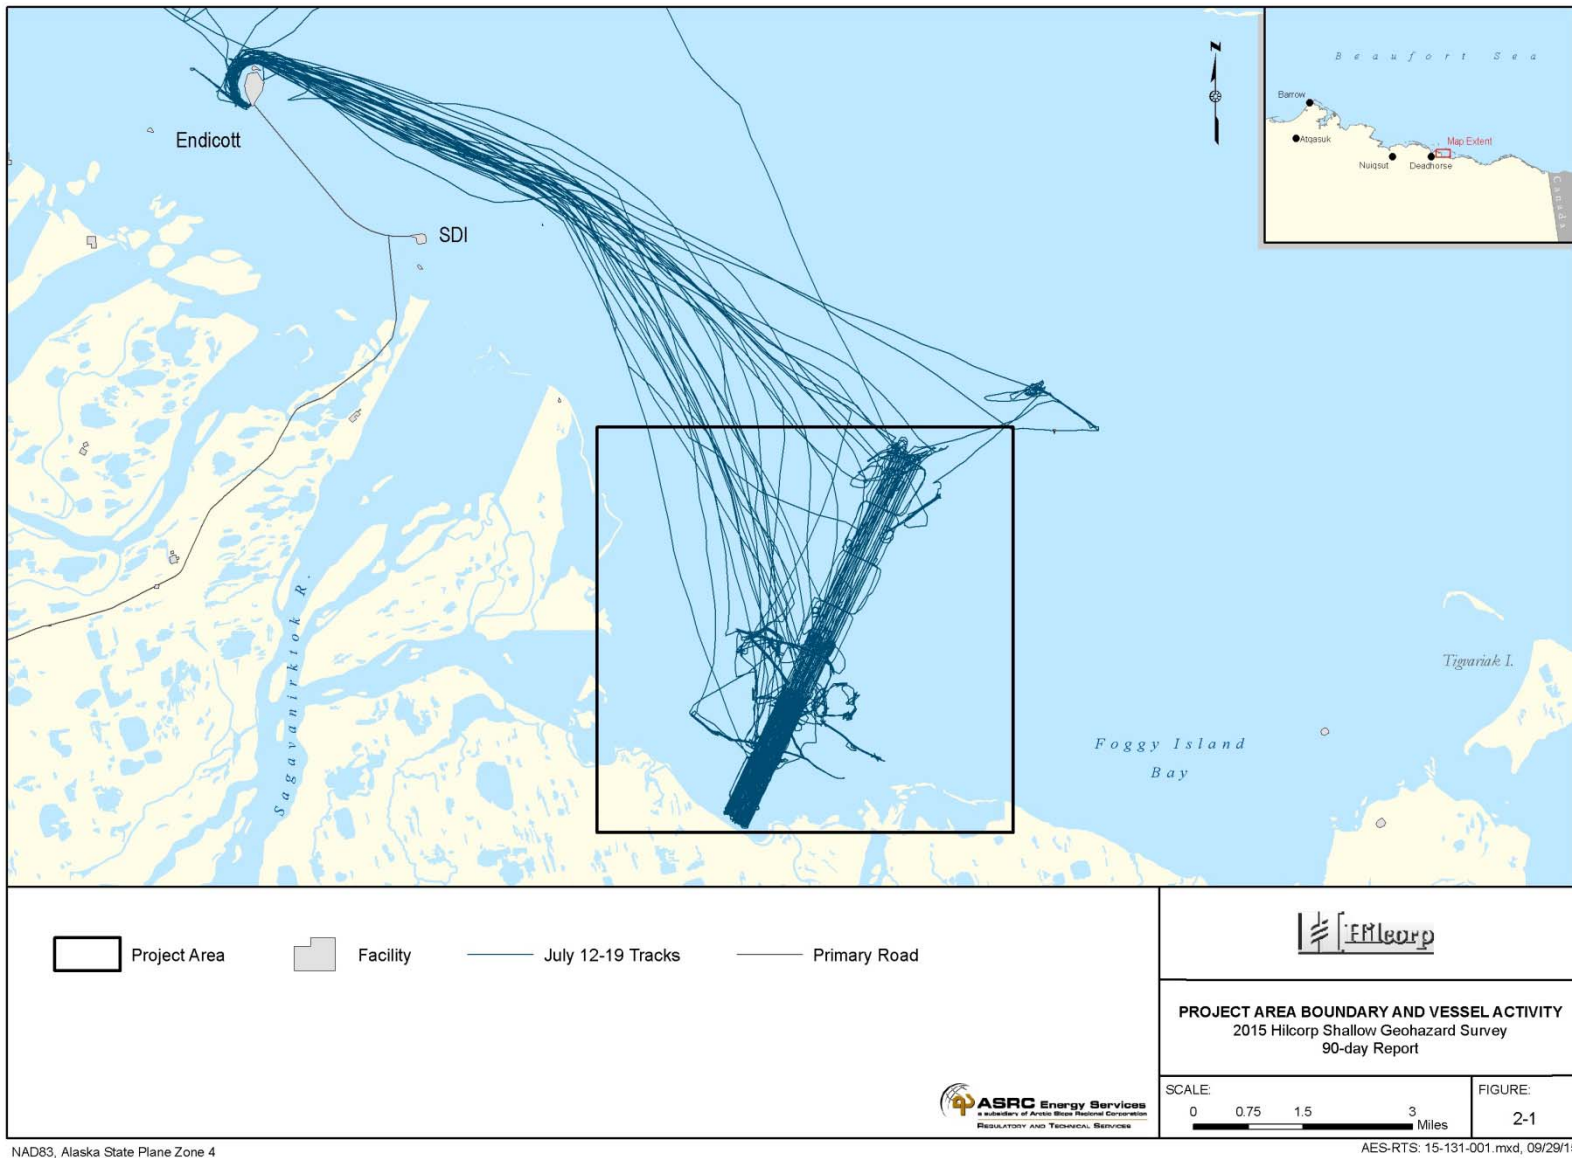 N
Beaufort Sea
Barrow
Atqasuk
Map Extent
Nuiqsut
Deadhorse
Canada
Endicott
SDI
Sagavanirktok R.
Tigvariak I.
Foggy Island
Bay
Project Area
Facility
July 12-19 Tracks
Primary Road
Hilcorp
PROJECT AREA BOUNDARY AND VESSEL ACTIVITY
2015 Hilcorp Shallow Geohazard Survey
90-day Report
ASRC Energy Services
a subsidiary of Arctic Slope Regional Corporation
REGULATORY AND TECHNICAL SERVICES
SCALE:
0 0.75 1.5 3
Miles
FIGURE:
2-1
NAD83, Alaska State Plane Zone 4
AES-RTS: 15-131-001.mxd, 09/29/15